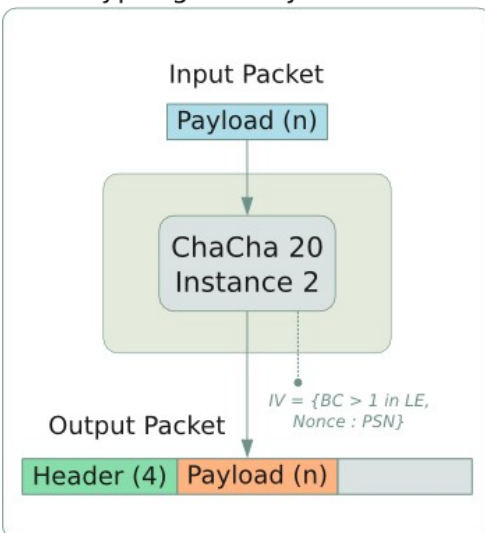 Input Packet
Payload (n)
ChaCha 20
Instance 2
IV = {BC > 1 in LE,
Nonce : PSN}
Output Packet
Header (4) Payload (n)